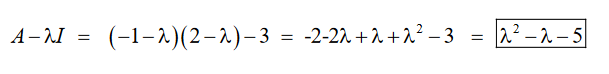 A − λI = (−1−λ)(2−λ)−3 = -2-2λ+λ+λ² −3 = λ² −λ−5